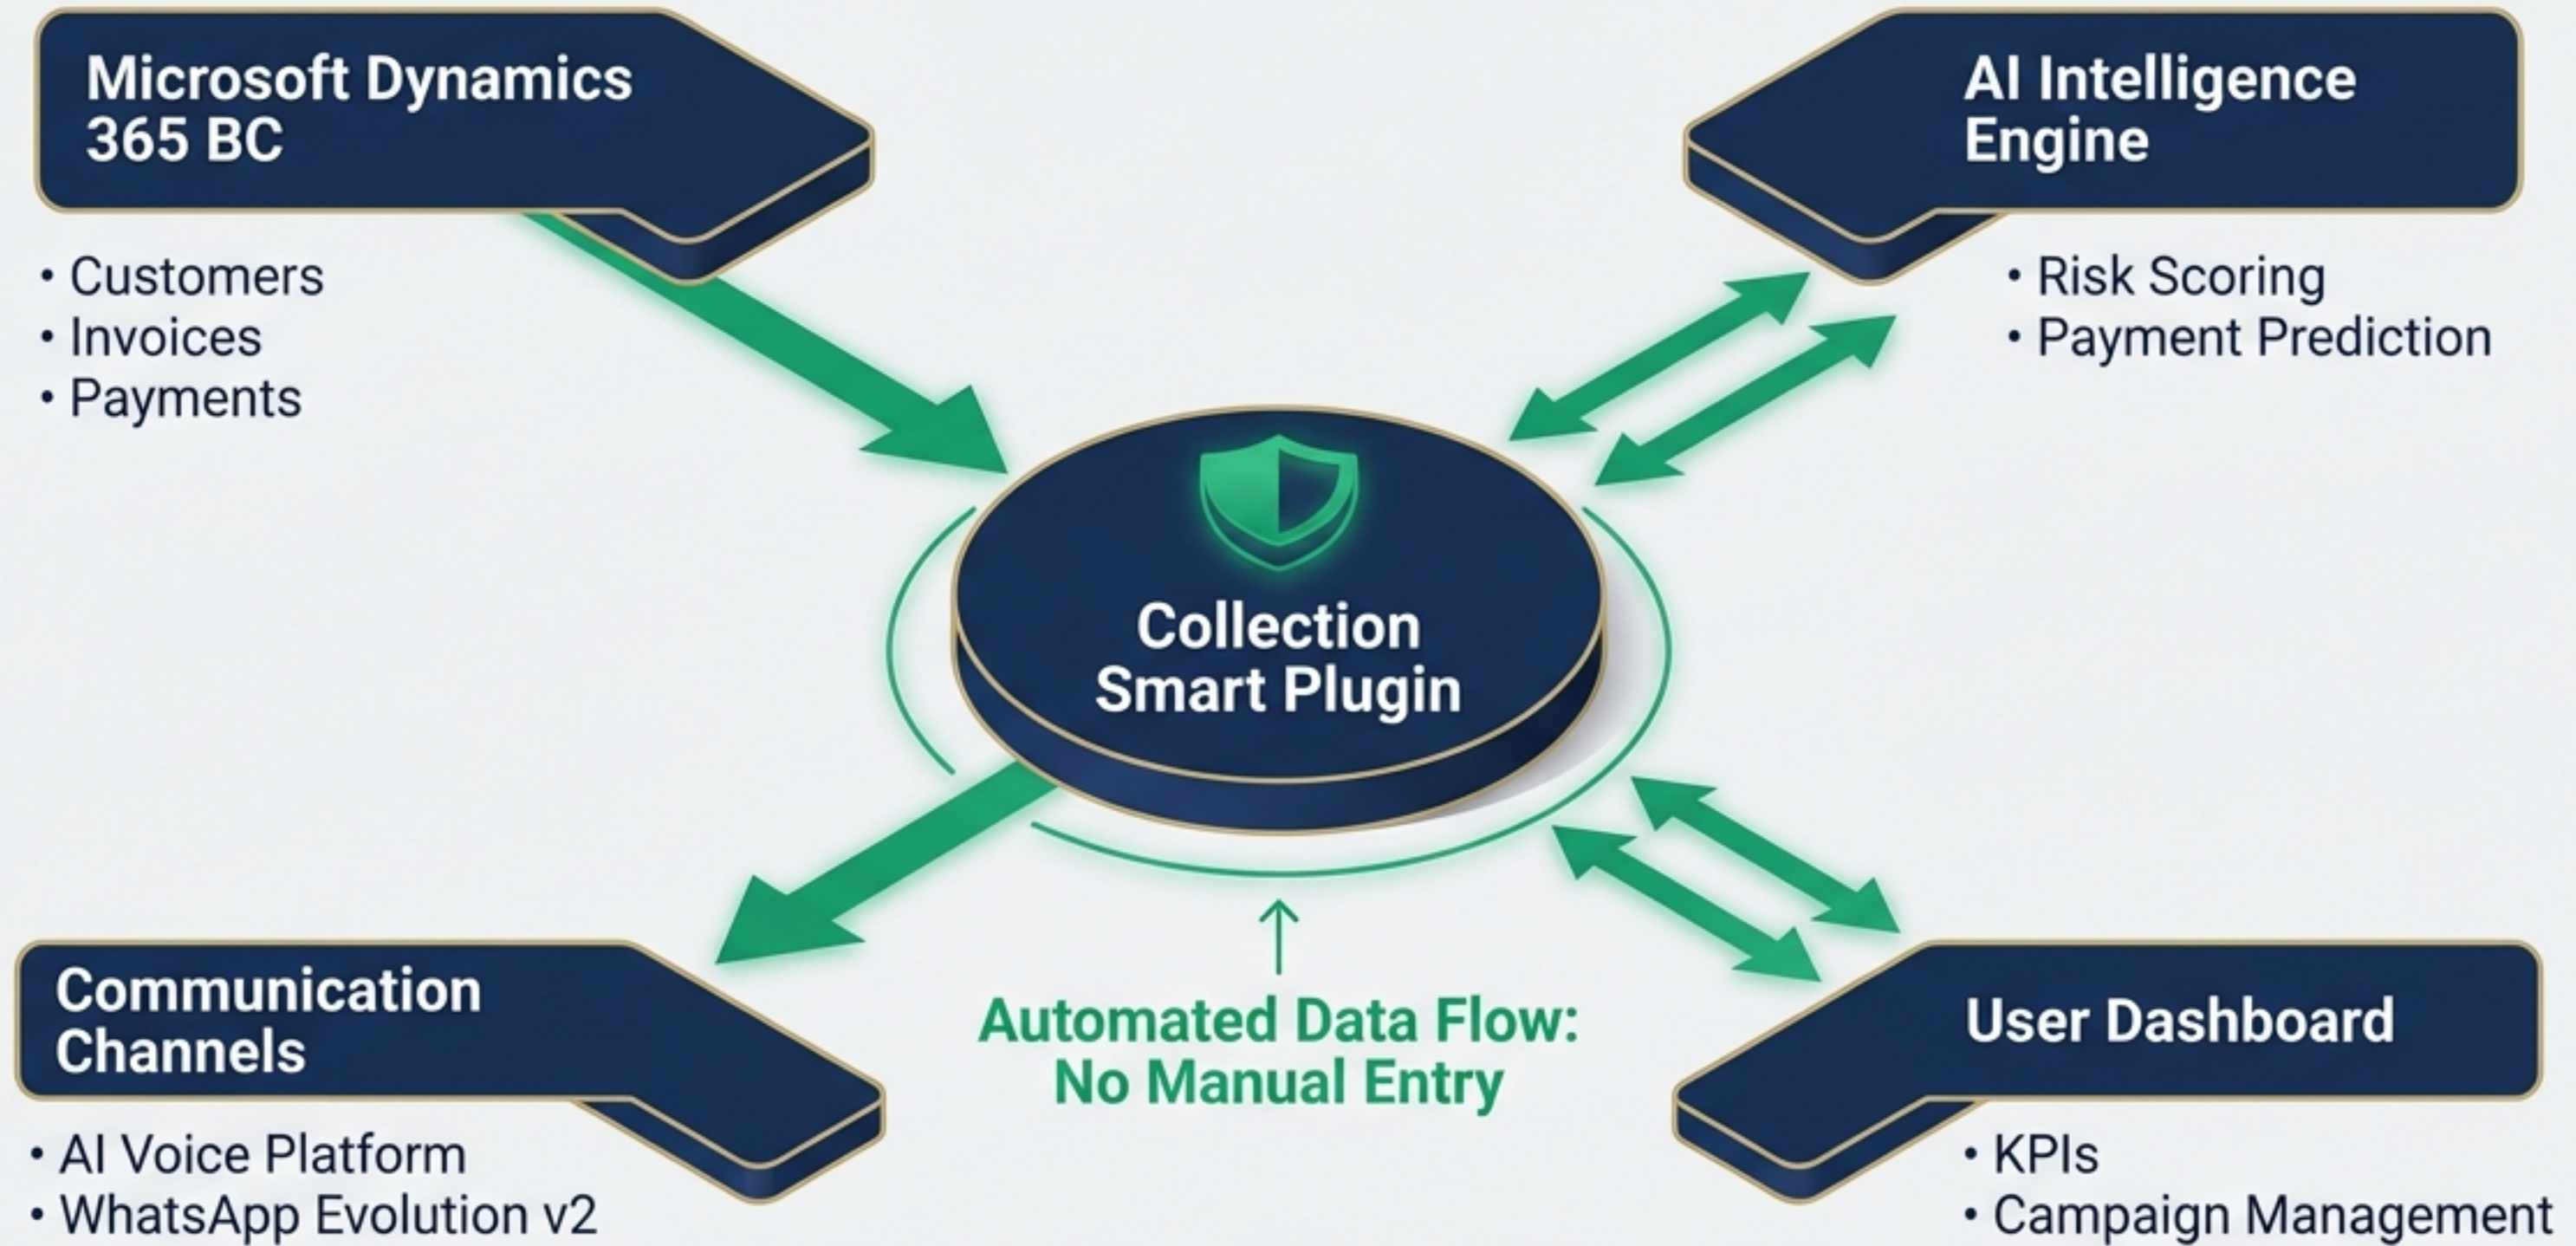 Microsoft Dynamics
365 BC
• Customers
• Invoices
• Payments
AI Intelligence
Engine
• Risk Scoring
• Payment Prediction
Collection
Smart Plugin
Automated Data Flow:
No Manual Entry
Communication
Channels
• AI Voice Platform
• WhatsApp Evolution v2
User Dashboard
• KPIs
• Campaign Management